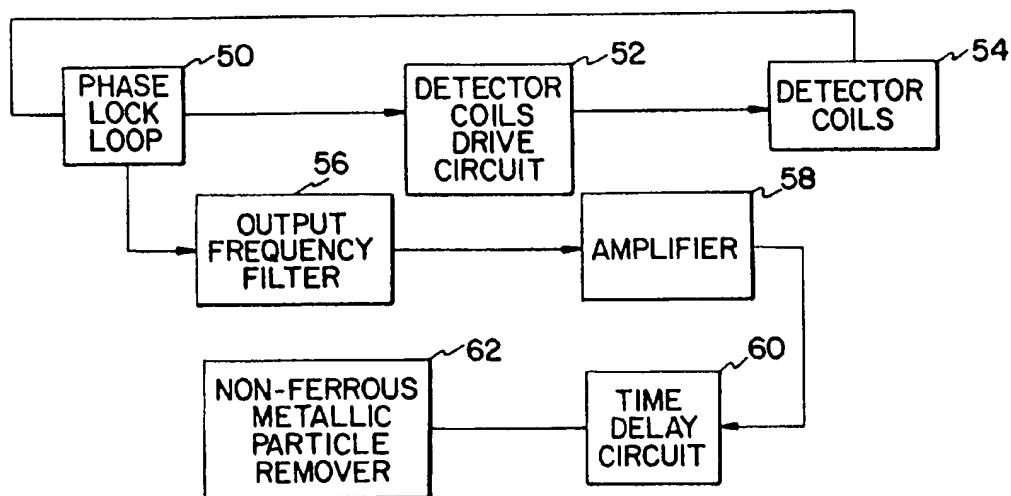 50
PHASE
LOCK
LOOP
52
DETECTOR
COILS
DRIVE
CIRCUIT
54
DETECTOR
COILS
56
OUTPUT
FREQUENCY
FILTER
58
AMPLIFIER
62
NON-FERROUS
METALLIC
PARTICLE
REMOVER
60
TIME
DELAY
CIRCUIT